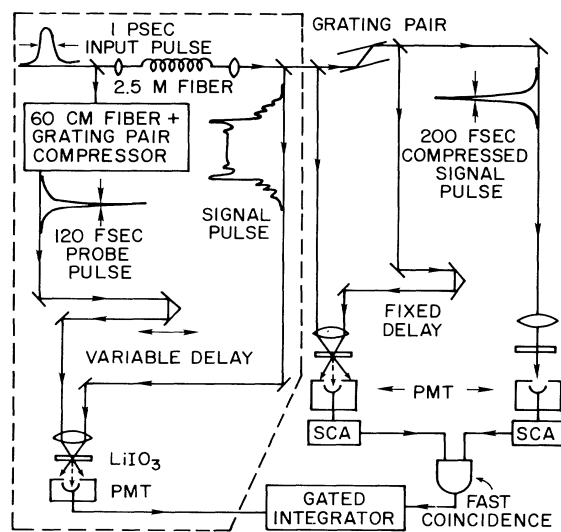 1 PSEC
INPUT PULSE
2.5 M FIBER
GRATING PAIR
60 CM FIBER +
GRATING PAIR
COMPRESSOR
200 FSEC
COMPRESSED
SIGNAL
PULSE
SIGNAL
PULSE
120 FSEC
PROBE
PULSE
FIXED
DELAY
VARIABLE DELAY
PMT
SCA
SCA
LiIO3
PMT
GATED
INTEGRATOR
FAST
COINCIDENCE